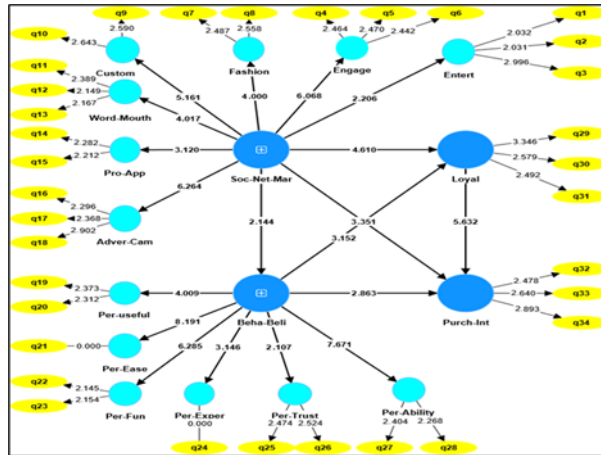 q9 q7 q8 q4 q5 q6 q1
q10 2.590 2.487 2.558 2.464 2.470 2.442 2.032
2.643 2.031 q2
q11 Custom Fashion Engage Entert 2.996 q3
2.389
q12 2.149 5.161 4.000 6.068 2.206
2.167 Word-Mouth 4.017
q13
q14 2.282 3.120 4.610 3.346 q29
2.212 2.579 q30
q15 Pro-App Soc-Net-Mar Loyal 2.492
q16 6.264 q31
2.296
q17 2.368 2.144 3.351 5.632
2.902 Adver-Cam 3.152
q18
q19 2.478 q32
2.373 4.009 2.863 2.640 q33
q20 2.312 Per-useful Beha-Beli Purch-Int 2.893
8.191 q34
q21 0.000 6.285 3.146 2.107 7.671
Per-Ease
q22 2.145
2.154
q23 Per-Fun Per-Exper Per-Trust Per-Ability
0.000 2.474 2.524 2.404 2.268
q24 q25 q26 q27 q28